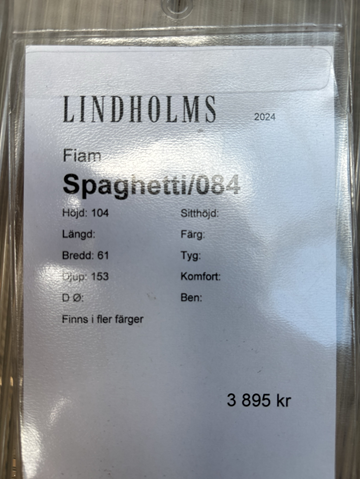 LINDHOLMS 2024
Fiam
Spaghetti/084
Höjd: 104 Sitthöjd:
Längd: Färg:
Bredd: 61 Tyg:
Djup: 153 Komfort:
D Ø: Ben:
Finns i fler färger
3 895 kr